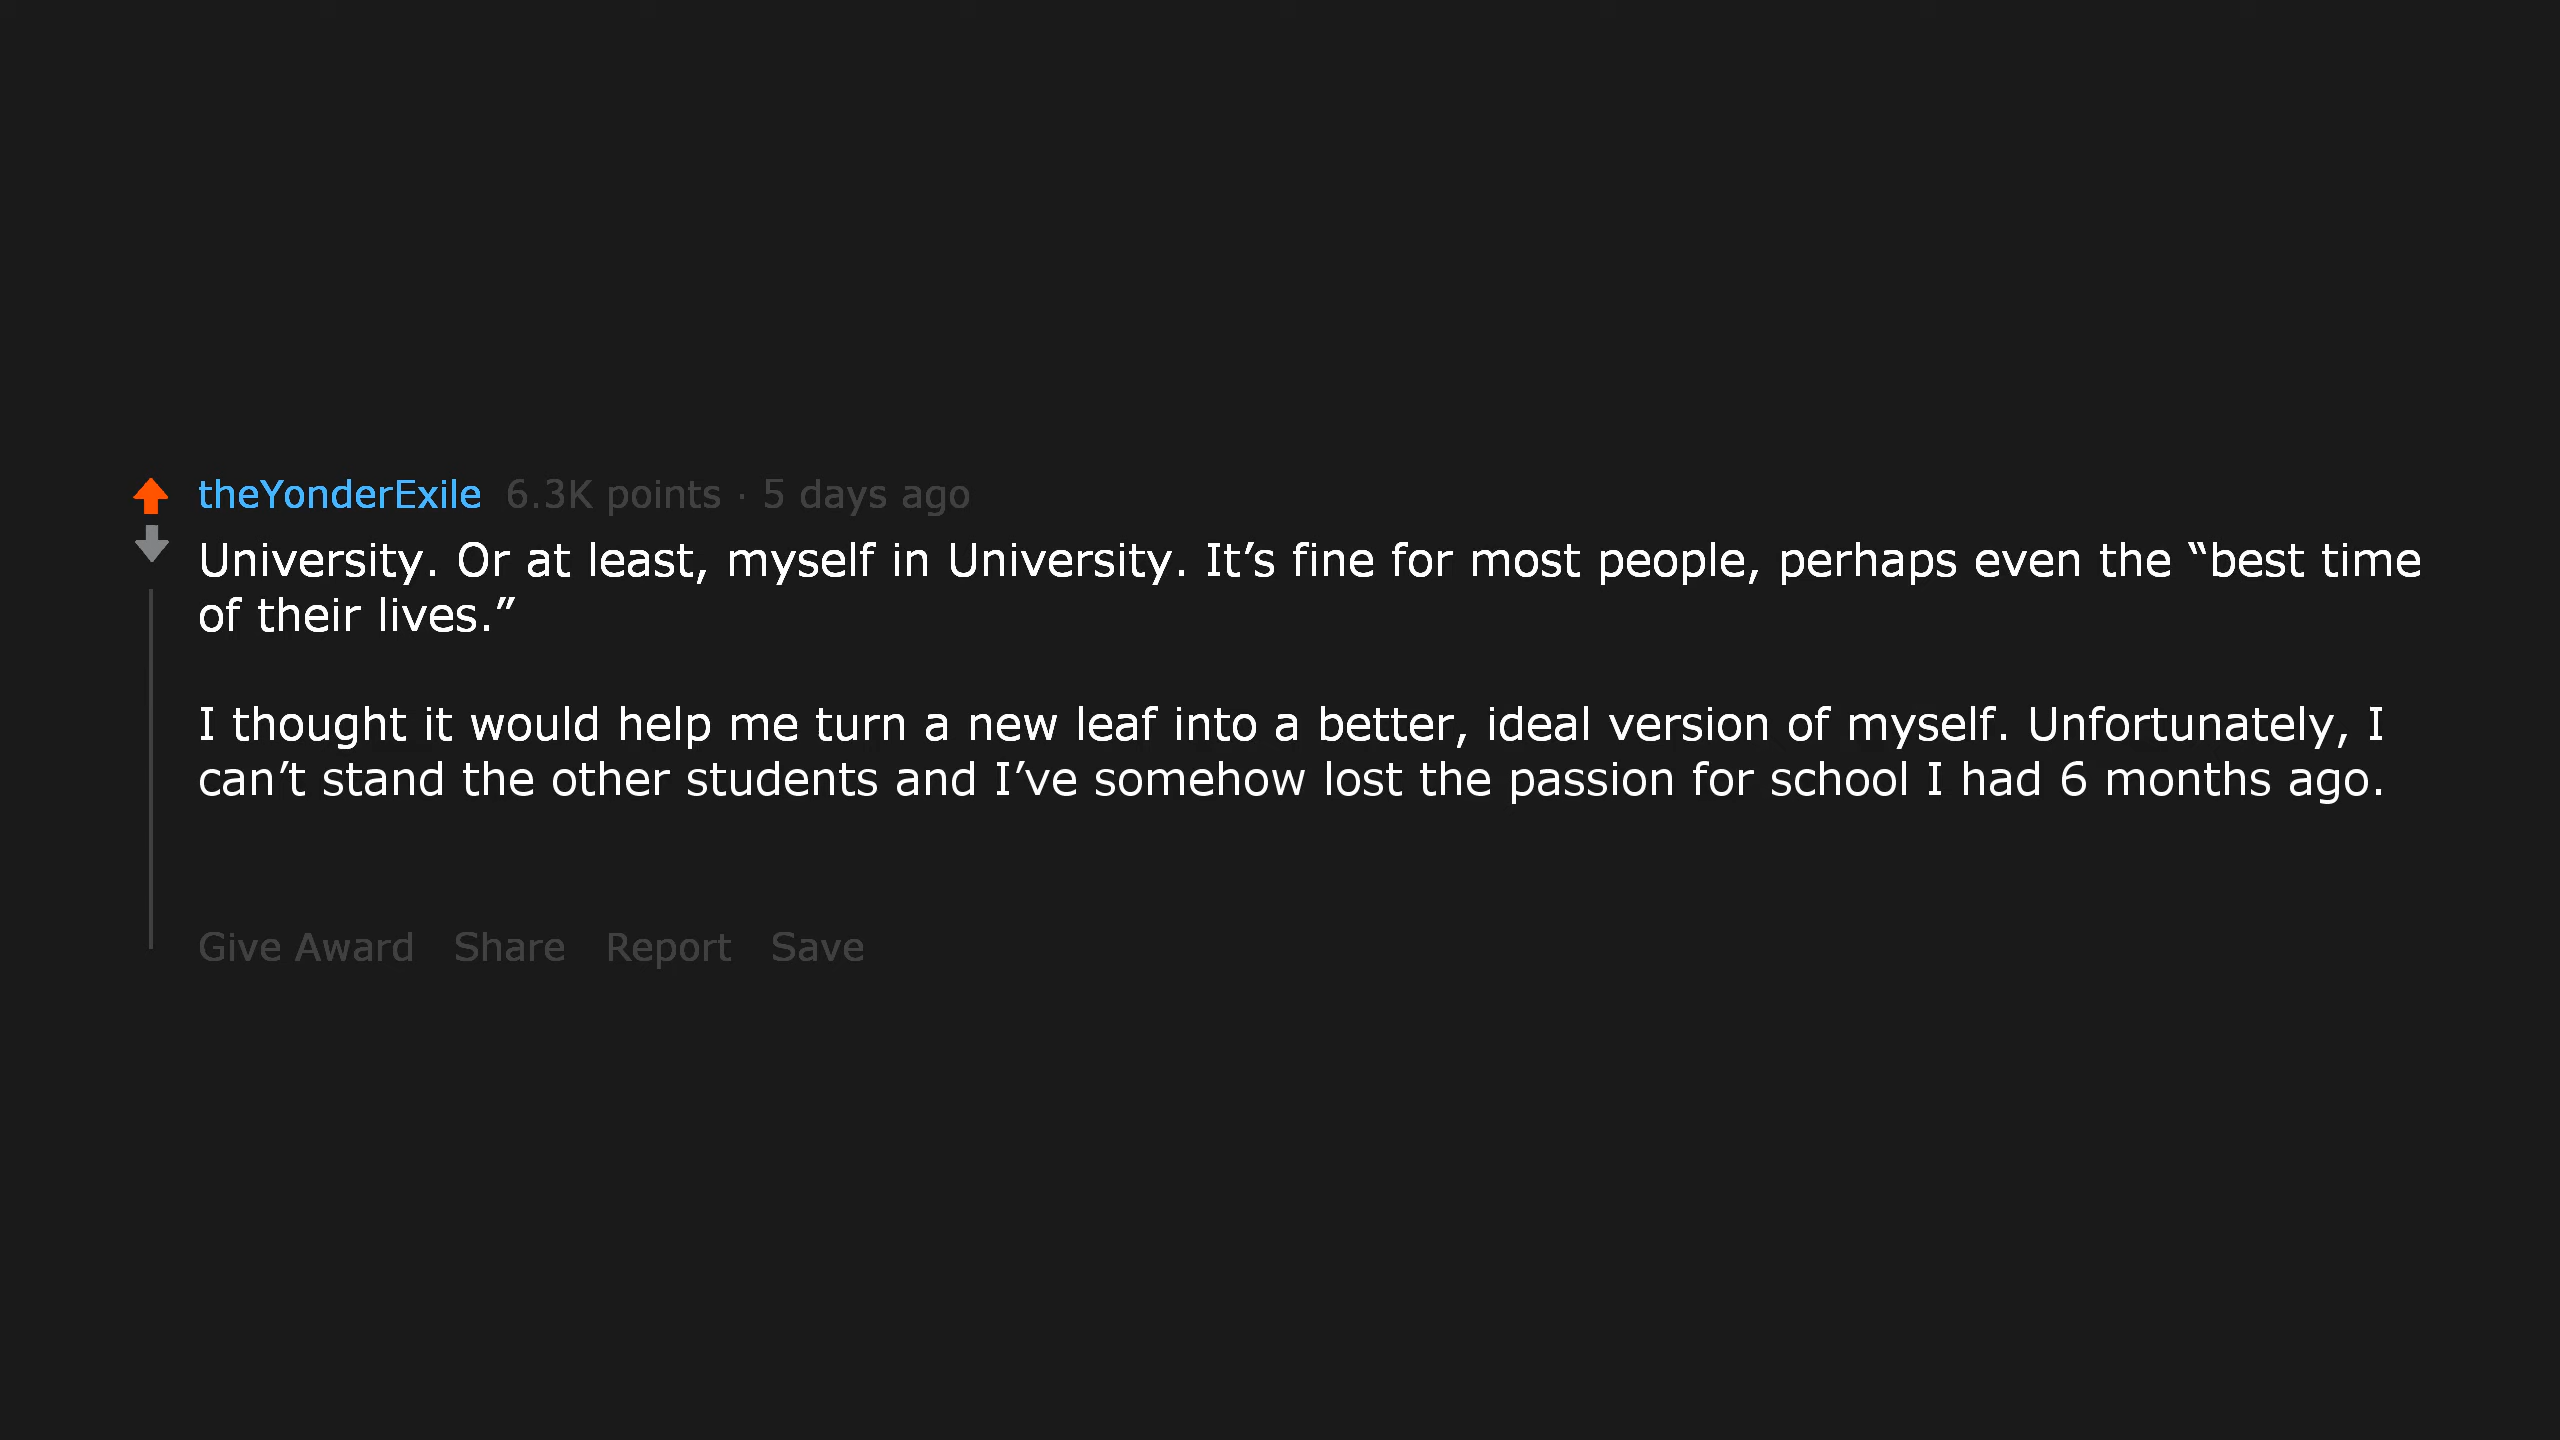 theYonderExile 6.3K points · 5 days ago
University. Or at least, myself in University. It’s fine for most people, perhaps even the “best time
of their lives.”
I thought it would help me turn a new leaf into a better, ideal version of myself. Unfortunately, I
can’t stand the other students and I’ve somehow lost the passion for school I had 6 months ago.
Give Award Share Report Save